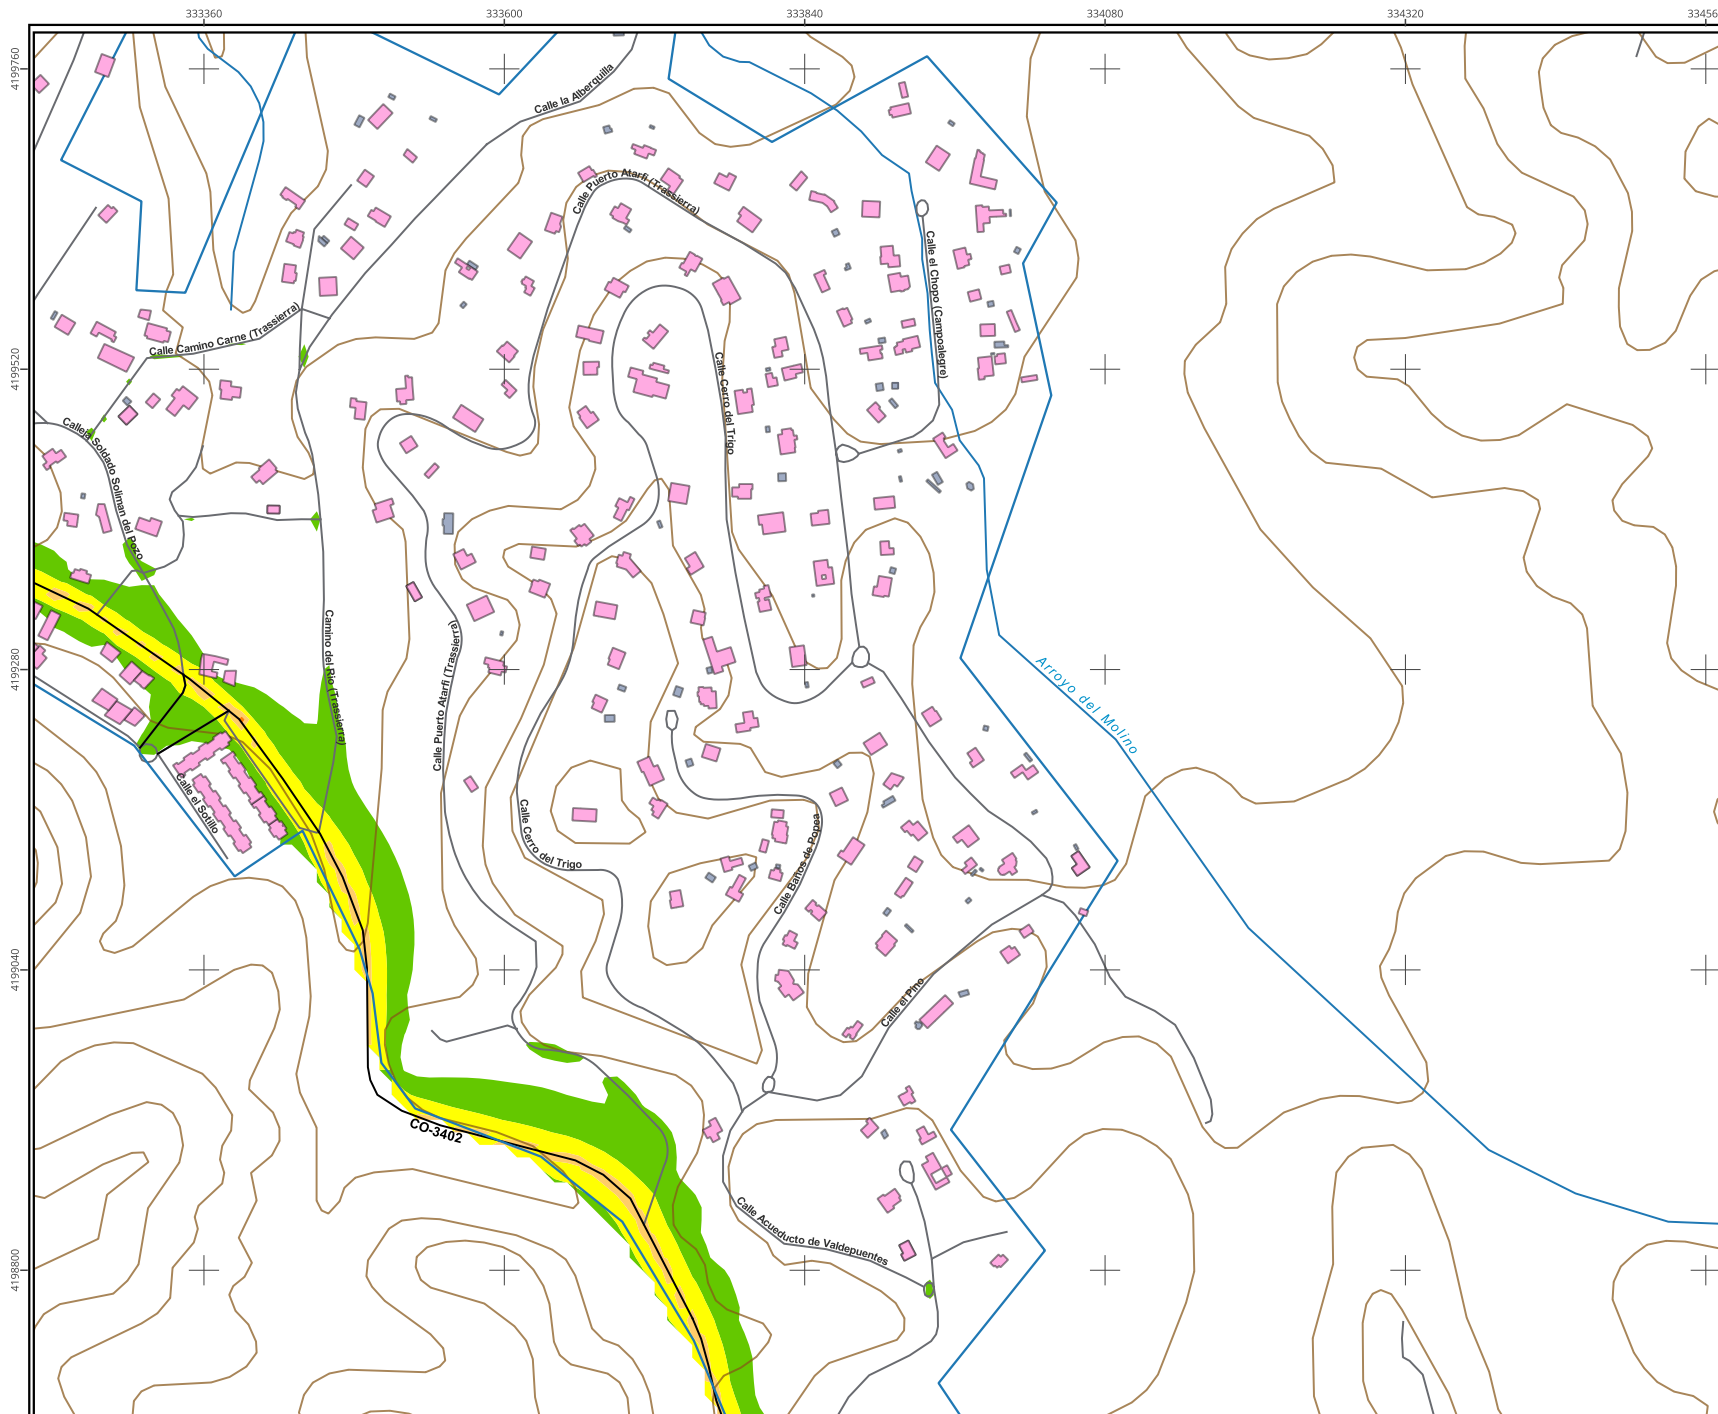 333360
333600
333840
334080
334320
33456
4199760
4199520
4199280
4199040
4198800
Calle la Alberquilla
Calle Puerto Atarfi (Trassierra)
Calle el Chopo (Campoalegre)
Calle Camino Carne (Trassierra)
Calle Cerro del Trigo
Calleja Soldado Soliman del Pozo
Camino del Rio (Trassierra)
Calle Puerto Atarfi (Trassierra)
Arroyo del Molino
Calle el Sotillo
Calle Cerro del Trigo
Calle Baños de Popea
Calle el Pino
CO-3402
Calle Acueducto de Valdepuentes